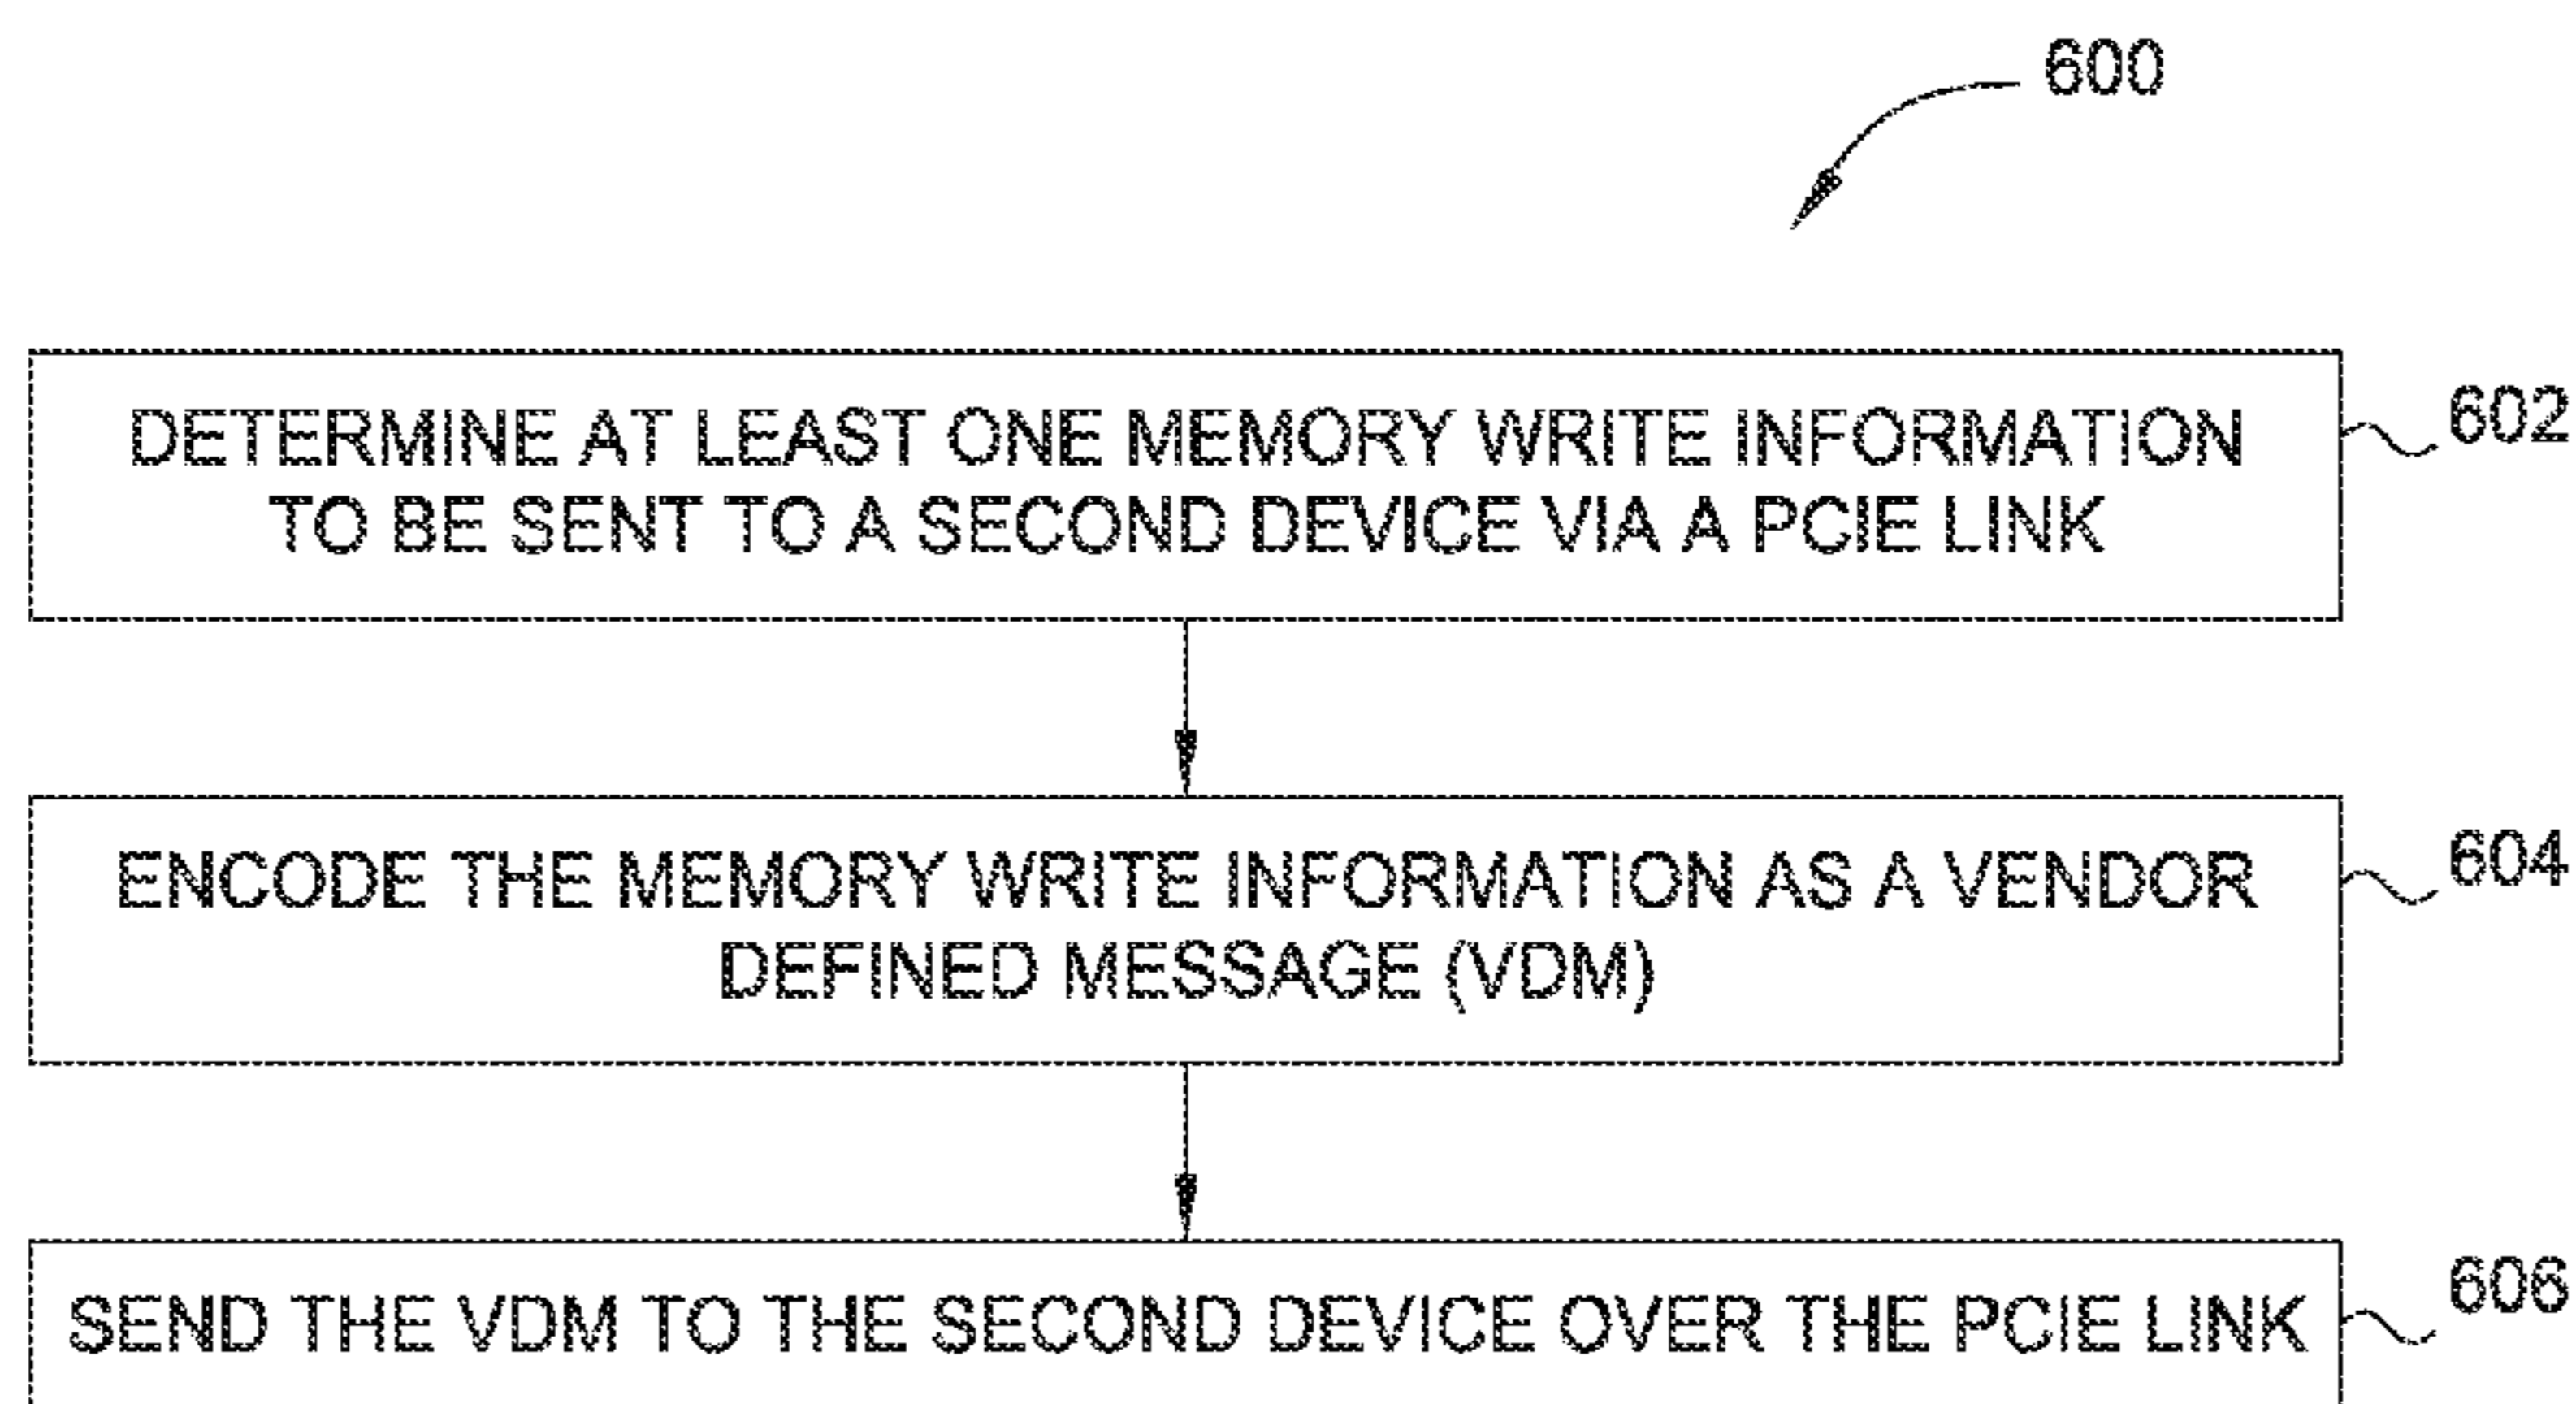 600
DETERMINE AT LEAST ONE MEMORY WRITE INFORMATION
TO BE SENT TO A SECOND DEVICE VIA A PCIE LINK
602
ENCODE THE MEMORY WRITE INFORMATION AS A VENDOR
DEFINED MESSAGE (VDM)
604
SEND THE VDM TO THE SECOND DEVICE OVER THE PCIE LINK
606